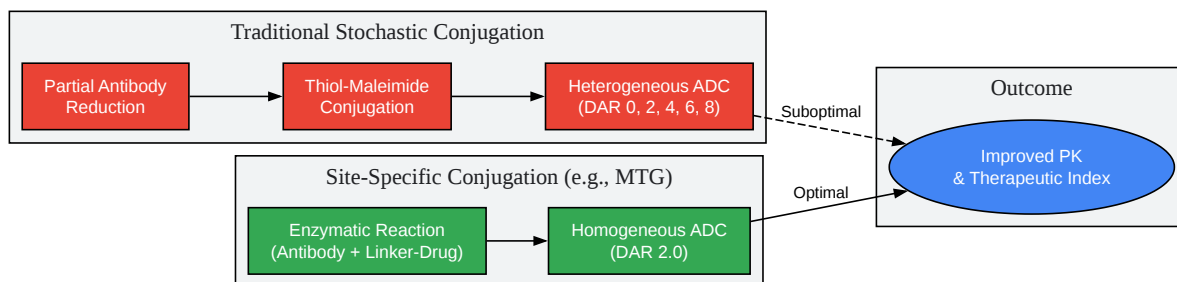 Traditional Stochastic Conjugation
Partial Antibody
Reduction
Thiol-Maleimide
Conjugation
Heterogeneous ADC
(DAR 0, 2, 4, 6, 8)
Suboptimal
Site-Specific Conjugation (e.g., MTG)
Enzymatic Reaction
(Antibody + Linker-Drug)
Homogeneous ADC
(DAR 2.0)
Optimal
Outcome
Improved PK
& Therapeutic Index